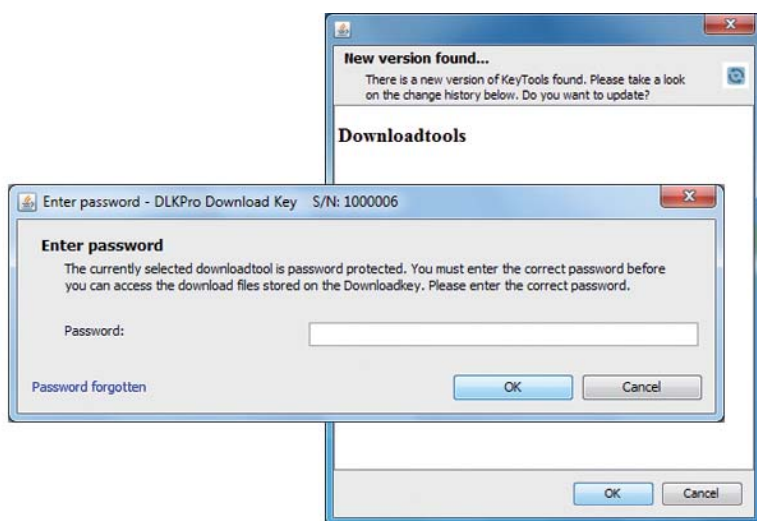 New version found...
There is a new version of KeyTools found. Please take a look
on the change history below. Do you want to update?
Downloadtools
Enter password - DLKPro Download Key S/N: 1000006
Enter password
The currently selected downloadtool is password protected. You must enter the correct password before
you can access the download files stored on the Downloadkey. Please enter the correct password.
Password:
Password forgotten
OK
Cancel
OK
Cancel